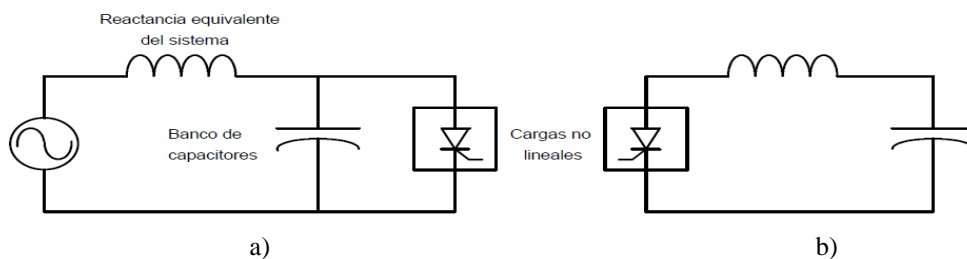 Reactancia equivalente
del sistema
Banco de
capacitores
Cargas no
lineales
a)
b)